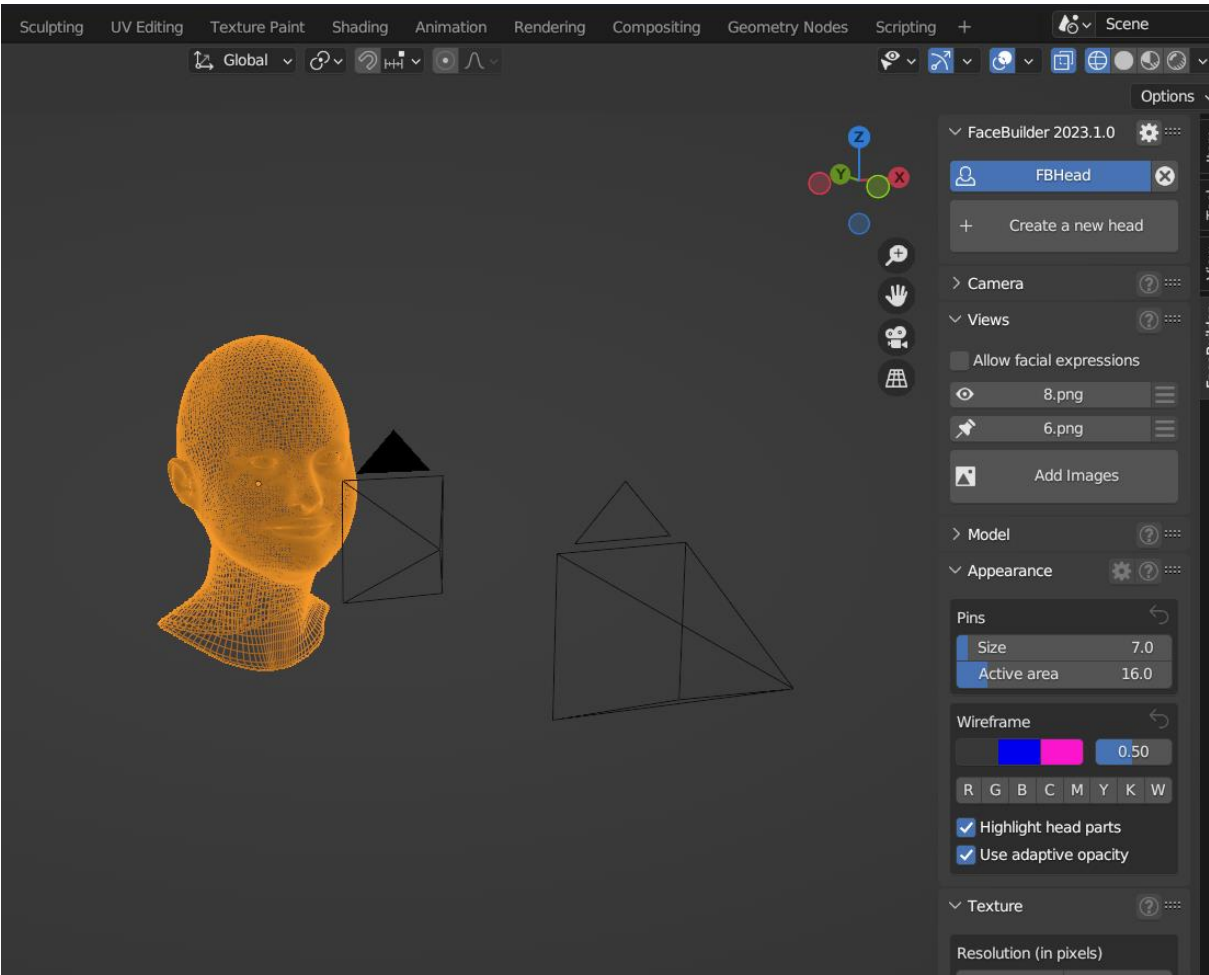 Sculpting UV Editing Texture Paint Shading Animation Rendering Compositing Geometry Nodes Scripting + Scene
Global
Options
FaceBuilder 2023.1.0
FBHead
+ Create a new head
Camera
Views
Allow facial expressions
8.png
6.png
Add Images
Model
Appearance
Pins
Size 7.0
Active area 16.0
Wireframe
0.50
R G B C M Y K W
Highlight head parts
Use adaptive opacity
Texture
Resolution (in pixels)
Z
Y
X